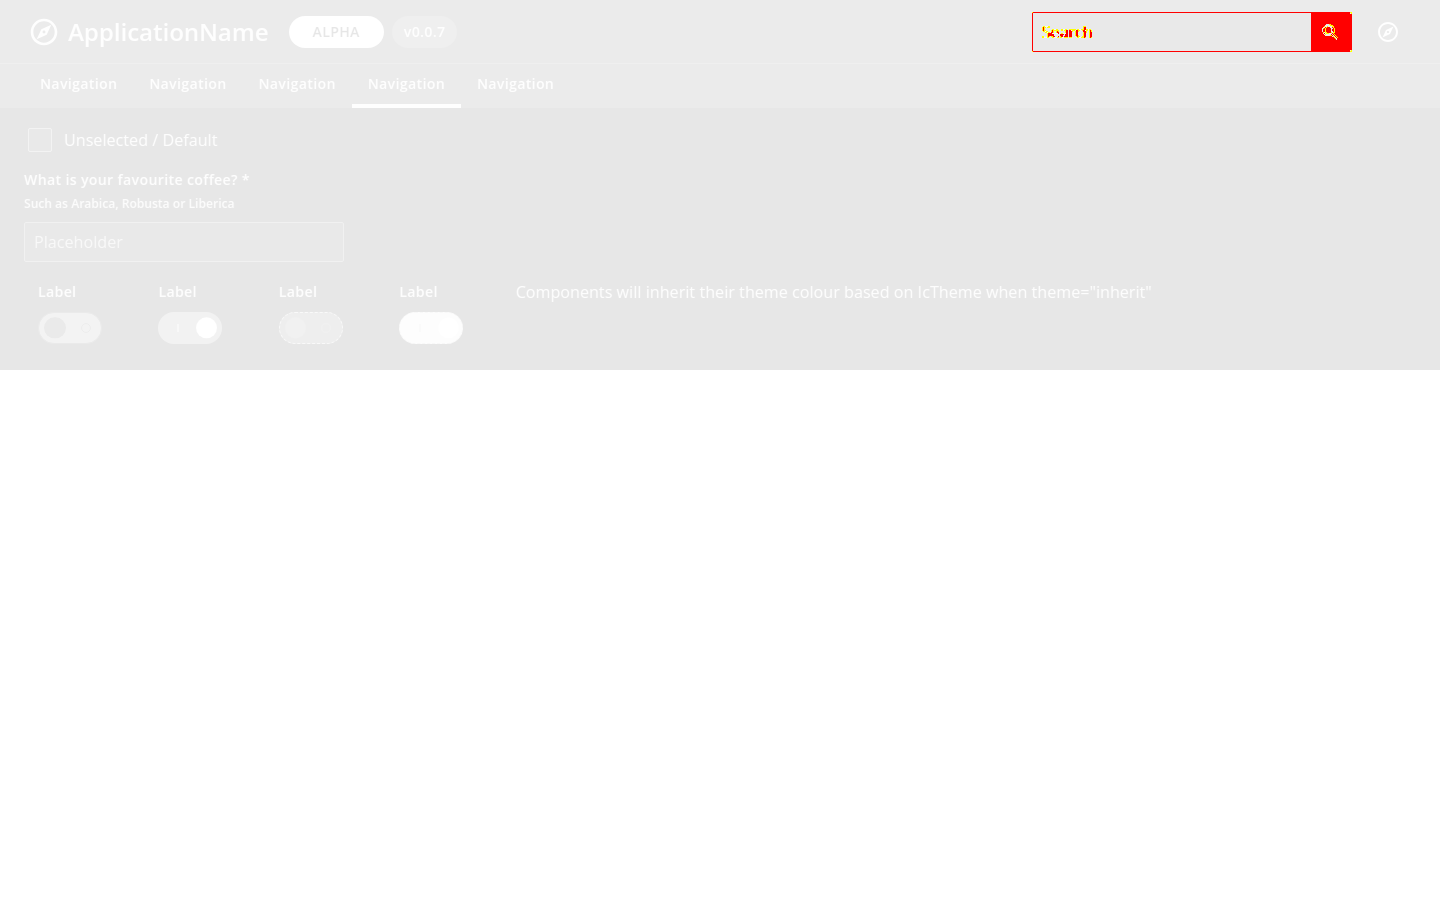 ApplicationName ALPHA v0.0.7 Search
Navigation Navigation Navigation Navigation Navigation
Unselected / Default
What is your favourite coffee? *
Such as Arabica, Robusta or Liberica
Placeholder
Label Label Label Label Components will inherit their theme colour based on IcTheme when theme="inherit"